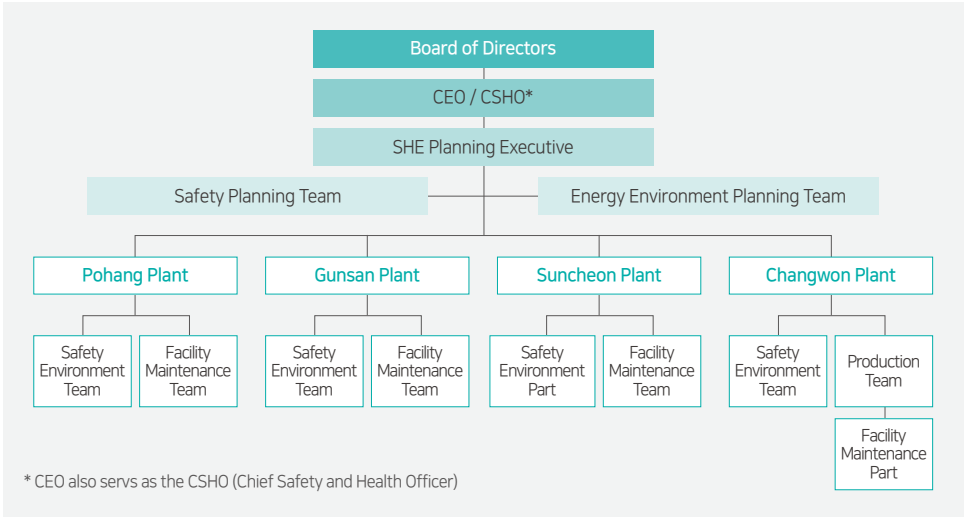 Board of Directors
CEO / CSHO*
SHE Planning Executive
Safety Planning Team
Energy Environment Planning Team
Pohang Plant
Gunsan Plant
Suncheon Plant
Changwon Plant
Safety
Environment
Team
Facility
Maintenance
Team
Safety
Environment
Team
Facility
Maintenance
Team
Safety
Environment
Part
Facility
Maintenance
Team
Safety
Environment
Team
Production
Team
Facility
Maintenance
Part
* CEO also servs as the CSHO (Chief Safety and Health Officer)